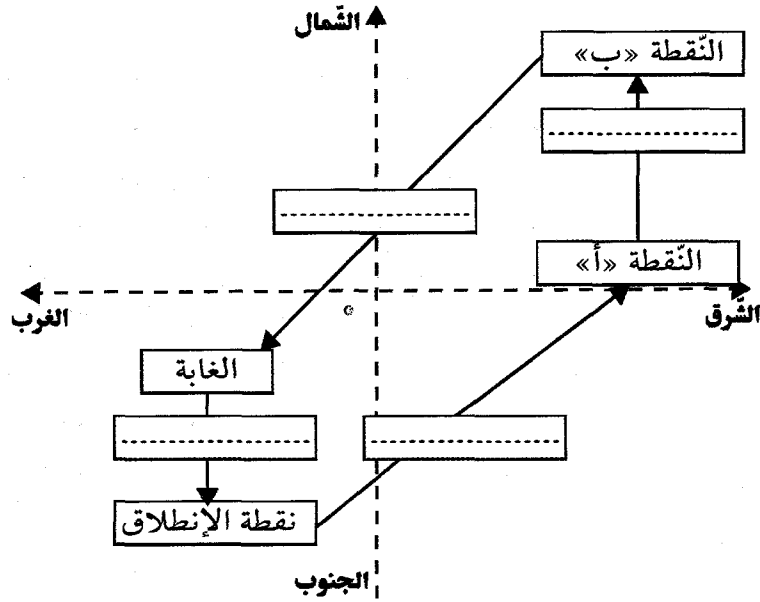 الشّمال
النّقطة «ب»
النّقطة «أ»
الشّرق
الغرب
الغابة
نقطة الإنطلاق
الجنوب